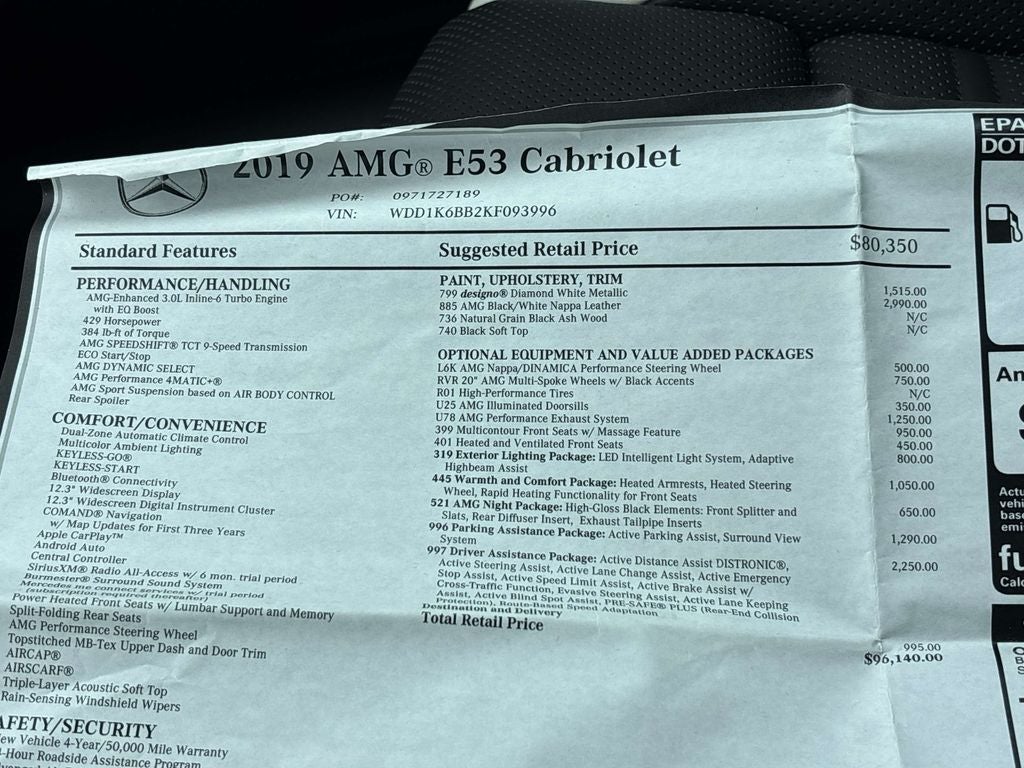 2019 AMG® E53 Cabriolet
PO#: 0971727189
VIN: WDD1K6BB2KF093996
Standard Features
PERFORMANCE/HANDLING
AMG-Enhanced 3.0L Inline-6 Turbo Engine
with EQ Boost
429 Horsepower
384 lb-ft of Torque
AMG SPEEDSHIFT® TCT 9-Speed Transmission
ECO Start/Stop
AMG DYNAMIC SELECT
AMG Performance 4MATIC+®
AMG Sport Suspension based on AIR BODY CONTROL
Rear Spoiler
COMFORT/CONVENIENCE
Dual-Zone Automatic Climate Control
Multicolor Ambient Lighting
KEYLESS-GO®
KEYLESS-START
Bluetooth® Connectivity
12.3" Widescreen Display
12.3" Widescreen Digital Instrument Cluster
COMAND® Navigation
w/ Map Updates for First Three Years
Apple CarPlay™
Android Auto
Central Controller
SiriusXM® Radio All-Access w/ 6 mon. trial period
Burmester® Surround Sound System
Mercedes me connect services w/ trial period
(subscription required thereafter)
Power Heated Front Seats w/ Lumbar Support and Memory
Split-Folding Rear Seats
AMG Performance Steering Wheel
Topstitched MB-Tex Upper Dash and Door Trim
AIRCAP®
AIRSCARF®
Triple-Layer Acoustic Soft Top
Rain-Sensing Windshield Wipers
AFETY/SECURITY
ew Vehicle 4-Year/50,000 Mile Warranty
-Hour Roadside Assistance Program
Suggested Retail Price $80,350
PAINT, UPHOLSTERY, TRIM
799 designo® Diamond White Metallic 1,515.00
885 AMG Black/White Nappa Leather 2,990.00
736 Natural Grain Black Ash Wood N/C
740 Black Soft Top N/C
OPTIONAL EQUIPMENT AND VALUE ADDED PACKAGES
L6K AMG Nappa/DINAMICA Performance Steering Wheel 500.00
RVR 20" AMG Multi-Spoke Wheels w/ Black Accents 750.00
R01 High-Performance Tires N/C
U25 AMG Illuminated Doorsills 350.00
U78 AMG Performance Exhaust System 1,250.00
399 Multicontour Front Seats w/ Massage Feature 950.00
401 Heated and Ventilated Front Seats 450.00
319 Exterior Lighting Package: LED Intelligent Light System, Adaptive 800.00
Highbeam Assist
445 Warmth and Comfort Package: Heated Armrests, Heated Steering 1,050.00
Wheel, Rapid Heating Functionality for Front Seats
521 AMG Night Package: High-Gloss Black Elements: Front Splitter and 650.00
Slats, Rear Diffuser Insert, Exhaust Tailpipe Inserts
996 Parking Assistance Package: Active Parking Assist, Surround View 1,290.00
System
997 Driver Assistance Package: Active Distance Assist DISTRONIC®, 2,250.00
Active Steering Assist, Active Lane Change Assist, Active Emergency
Stop Assist, Active Speed Limit Assist, Active Brake Assist w/
Cross-Traffic Function, Evasive Steering Assist, Active Lane Keeping
Assist, Active Blind Spot Assist, PRE-SAFE® PLUS (Rear-End Collision
Protection), Route-Based Speed Adaptation
Destination and Delivery 995.00
Total Retail Price $96,140.00
EPA
DOT
An
$
Actu
vehi
base
emi
fu
Calc